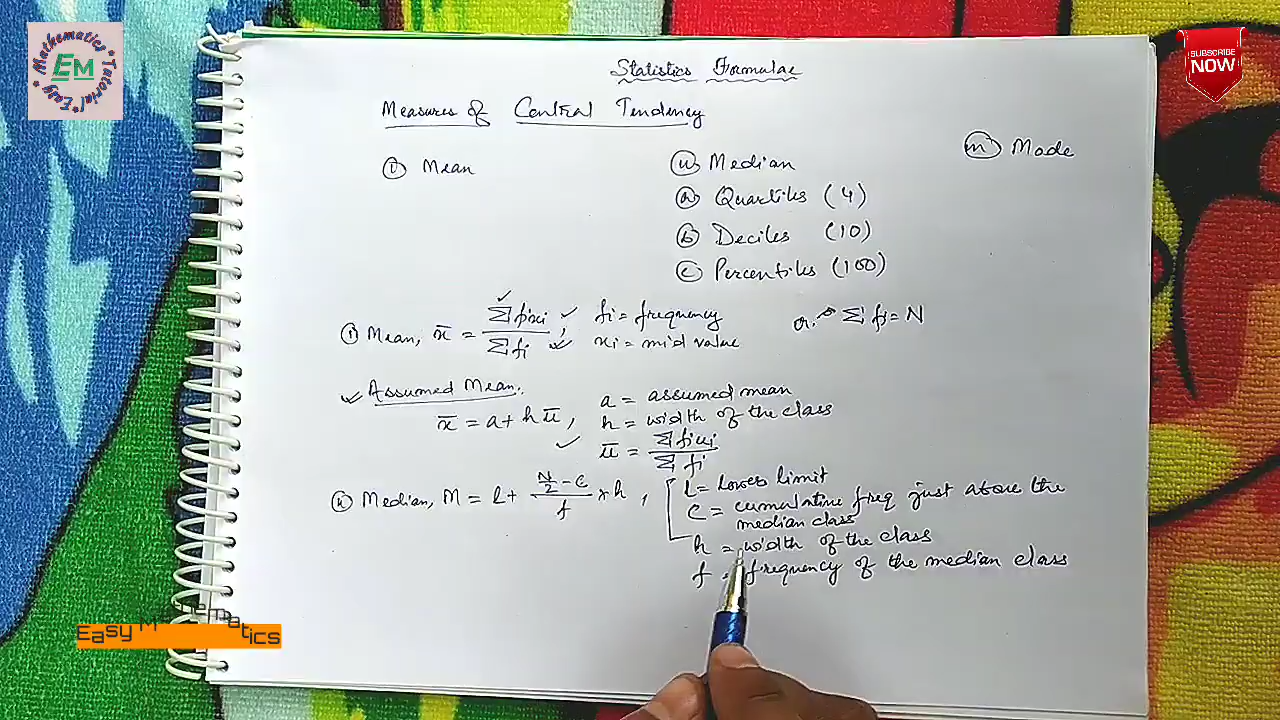 Mathematics Tutorial Easy
EM
SUBSCRIBE
NOW
Statistics Formulae
Measures of Central Tendency
(i) Mean
(ii) Median
(iii) Mode
(a) Quartiles (4)
(b) Deciles (10)
(c) Percentiles (100)
(i) Mean, x̄ = Σfixi / Σfi , fi = frequency
xi = mid value
or, Σfi = N
Assumed Mean.
x̄ = a + h ū , a = assumed mean
h = width of the class
ū = Σfiui / Σfi
(ii) Median, M = l + (N/2 - C)/f × h , l = lower limit
C = cumulative freq just above the
median class
h = width of the class
f = frequency of the median class
Easy Mathematics